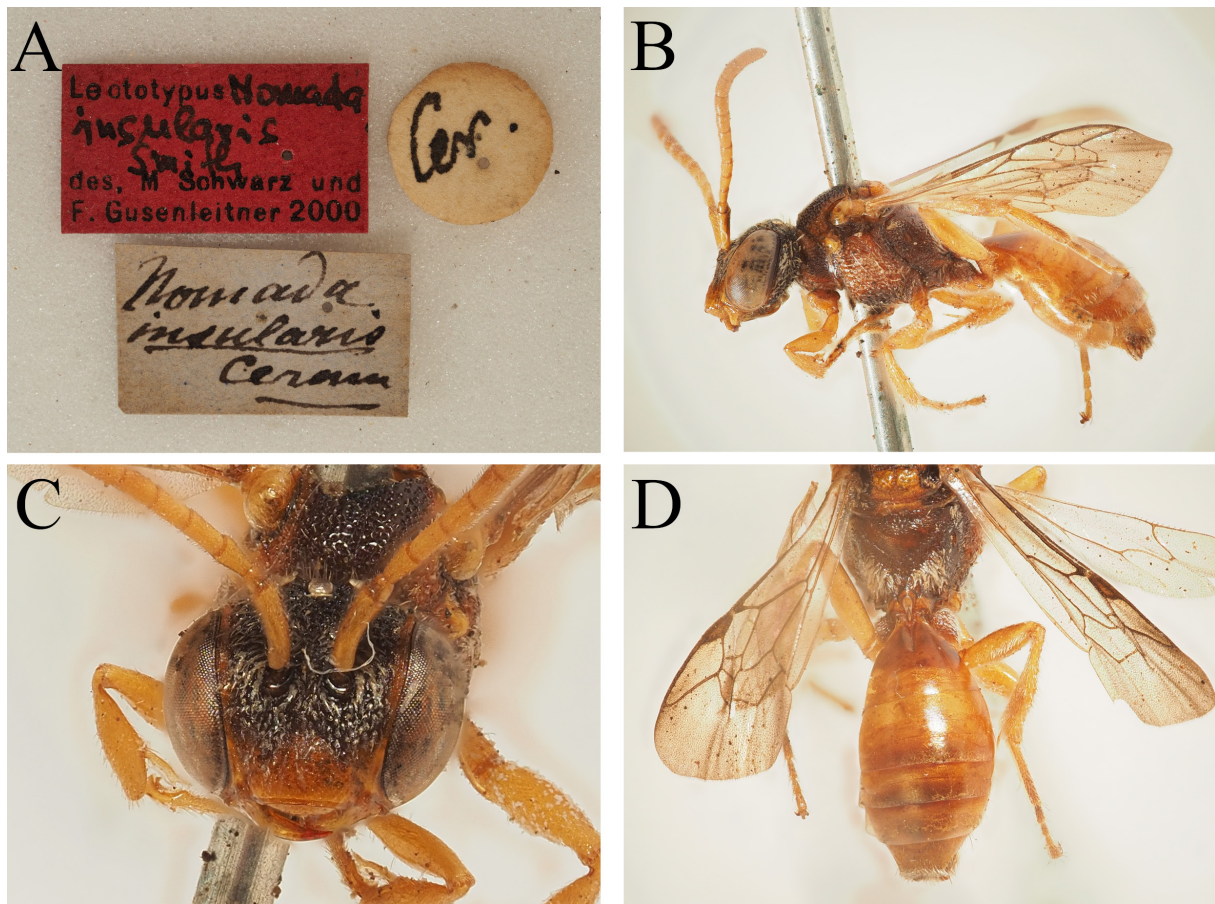 A
Lectotypus Nomada
insularis
Smith
des, M Schwarz und
F. Gusenleitner 2000
Cer.
Nomada
insularis
Ceram
B
C
D